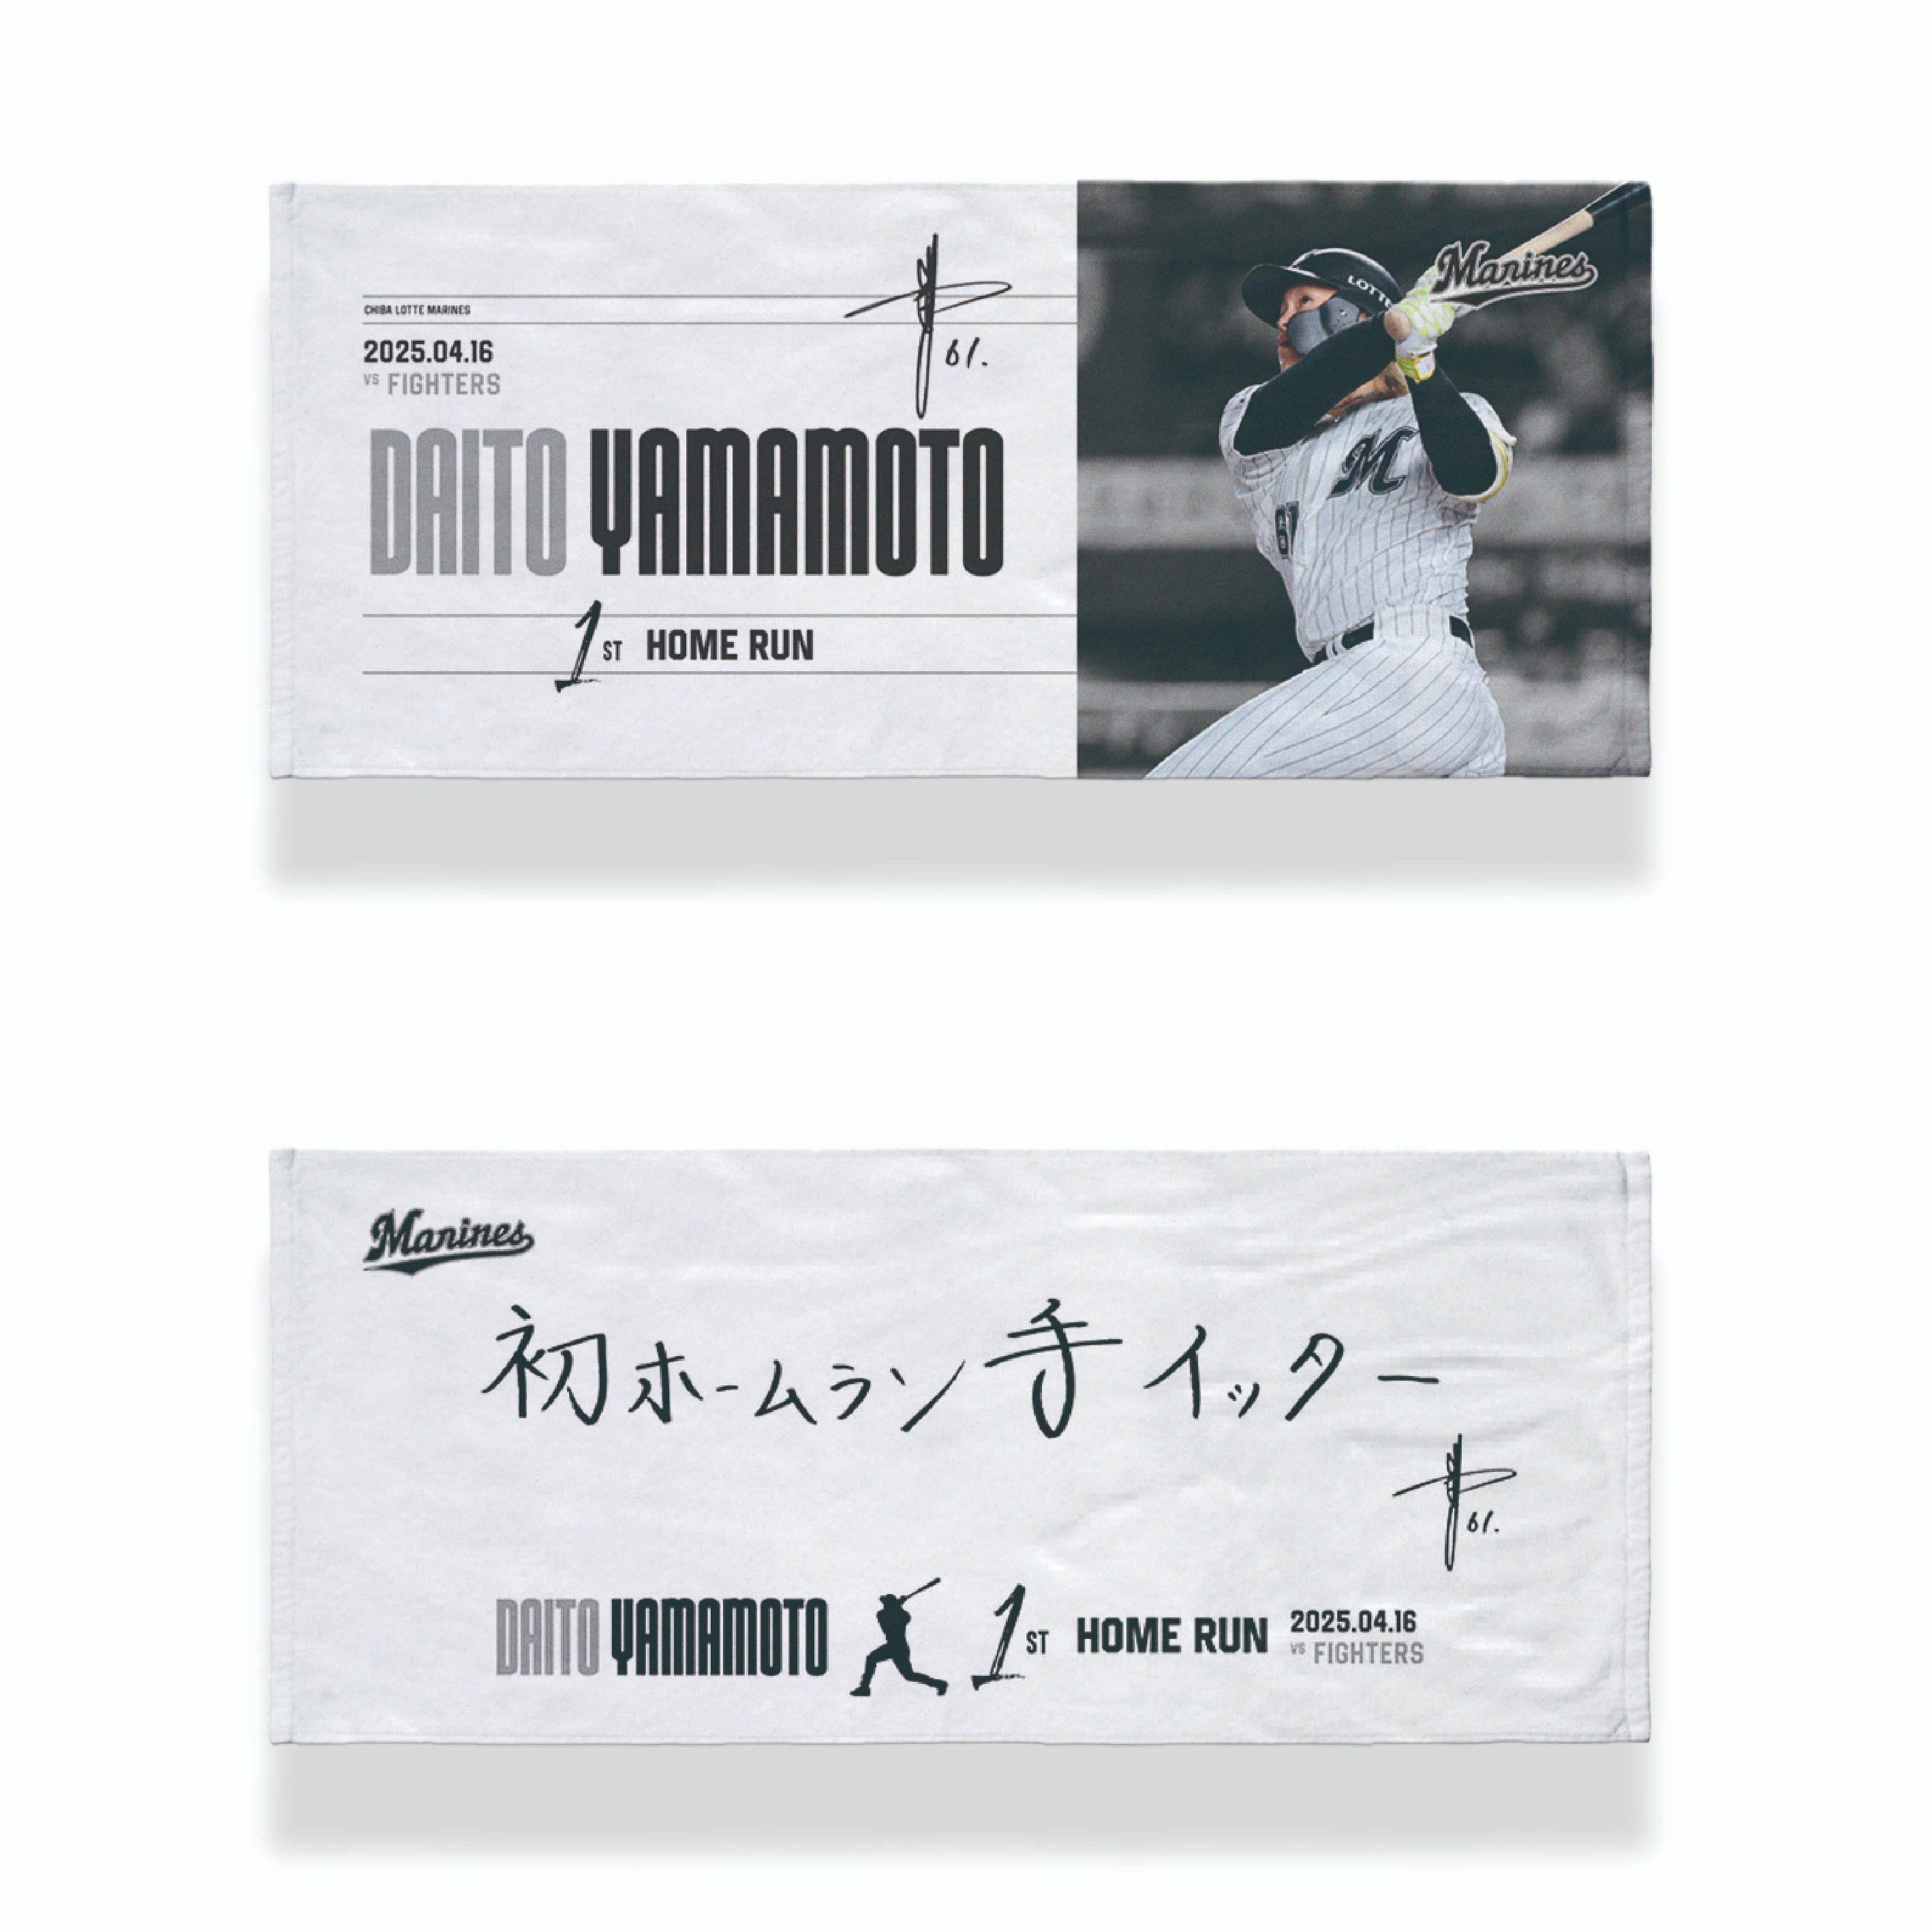 CHIBA LOTTE MARINES
2025.04.16
VS FIGHTERS
61.
DAITO YAMAMOTO
1ST HOME RUN
Marines
LOTTE
M
61
Marines
初ホームラン手イッター
61.
DAITO YAMAMOTO 1ST HOME RUN 2025.04.16
VS FIGHTERS